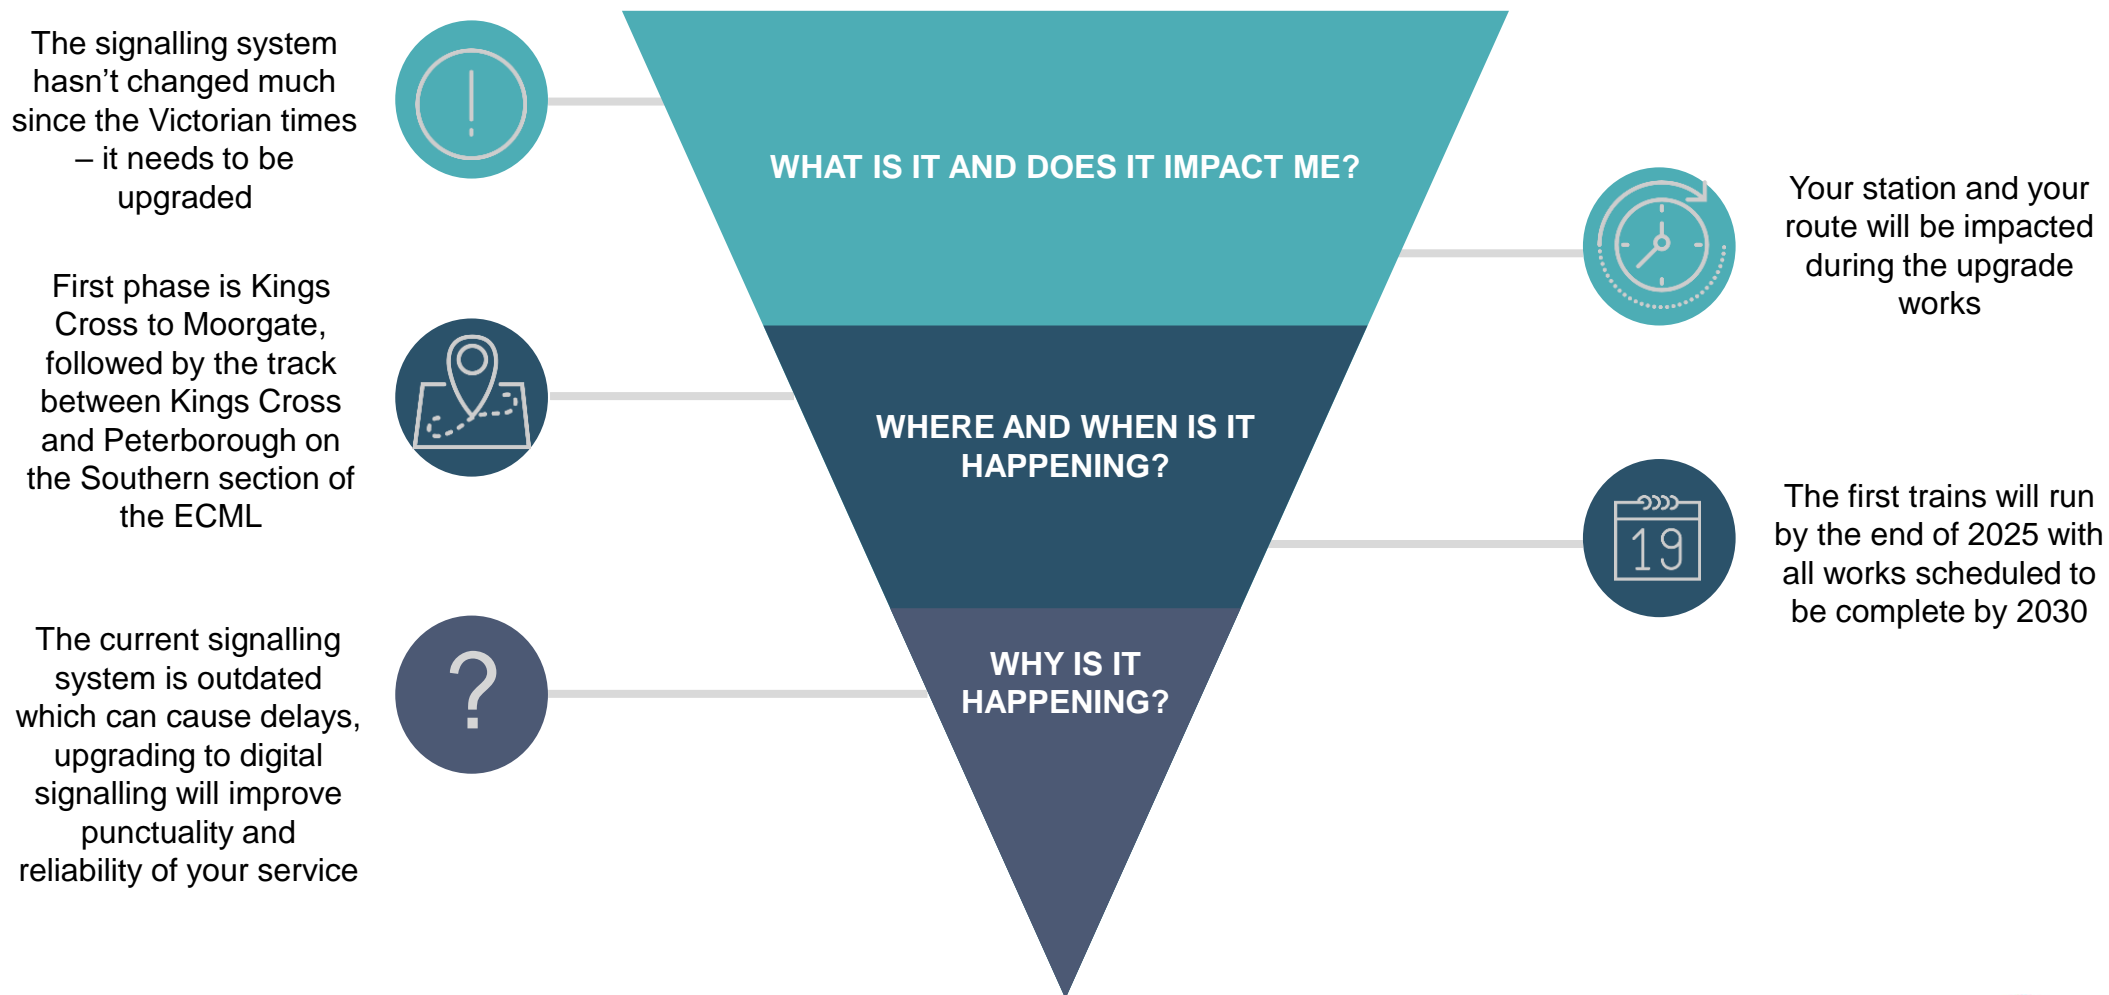 The signalling system
hasn’t changed much
since the Victorian times
– it needs to be
upgraded
WHAT IS IT AND DOES IT IMPACT ME?
Your station and your
route will be impacted
during the upgrade
works
First phase is Kings
Cross to Moorgate,
followed by the track
between Kings Cross
and Peterborough on
the Southern section of
the ECML
WHERE AND WHEN IS IT
HAPPENING?
19
The first trains will run
by the end of 2025 with
all works scheduled to
be complete by 2030
The current signalling
system is outdated
which can cause delays,
upgrading to digital
signalling will improve
punctuality and
reliability of your service
?
WHY IS IT
HAPPENING?